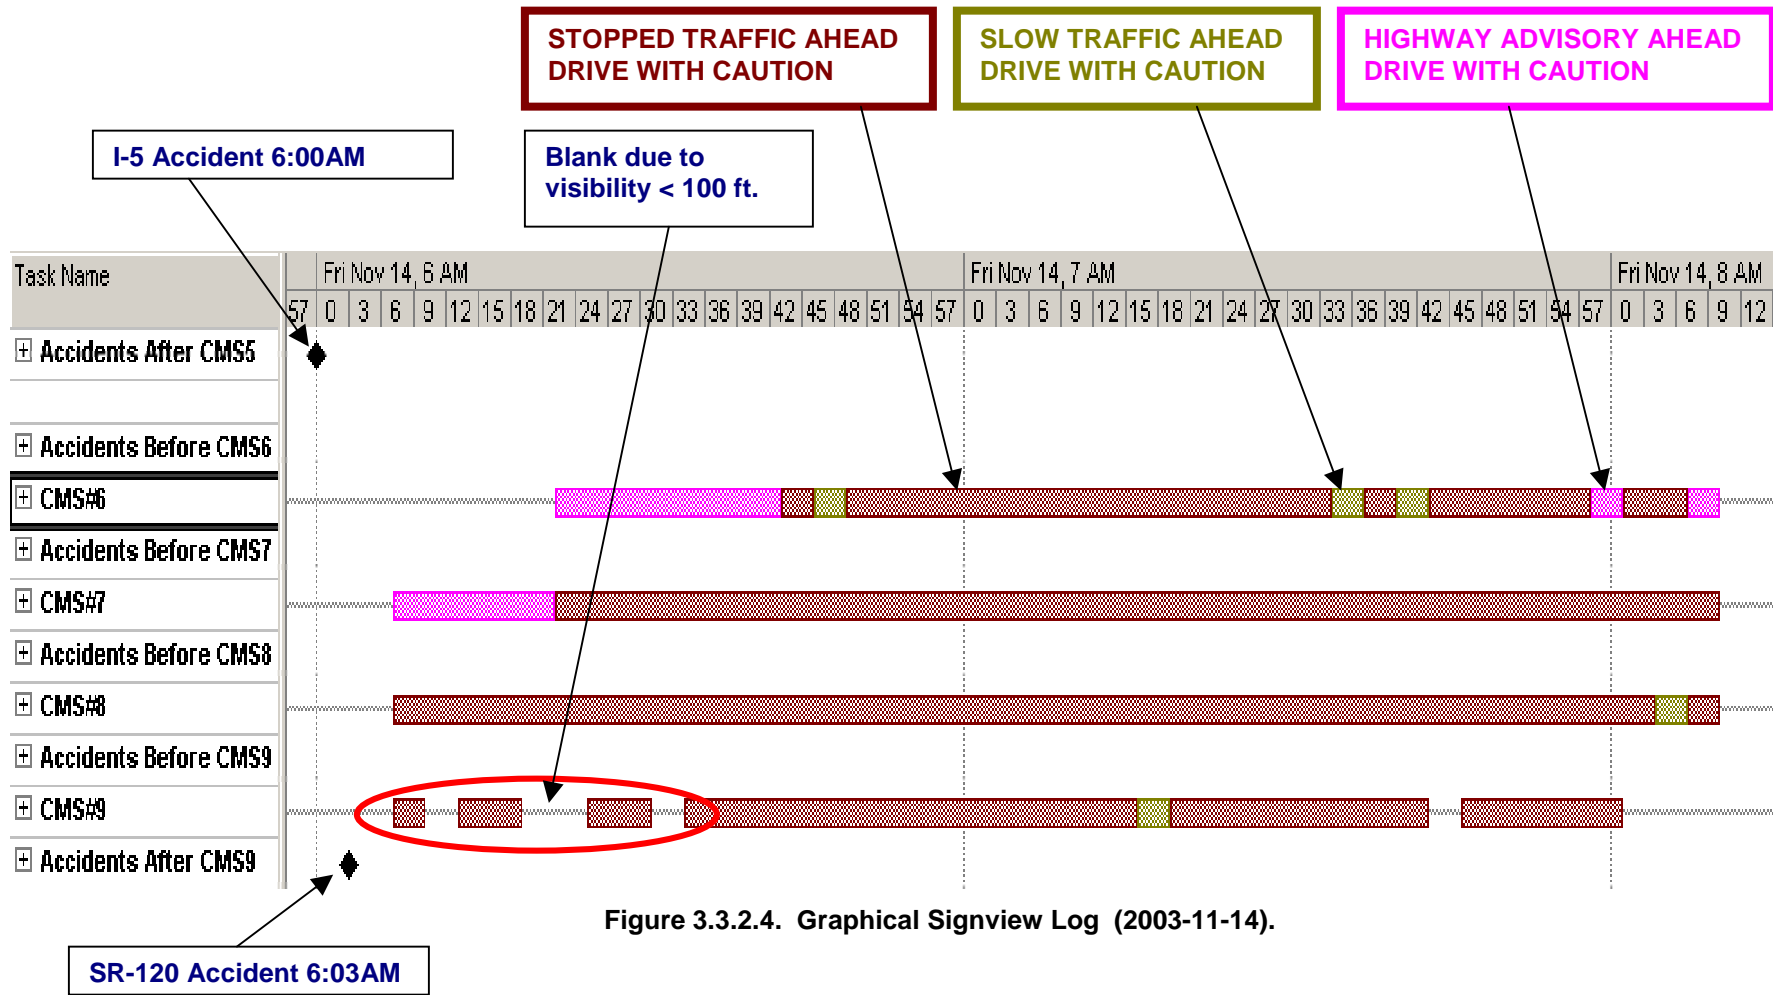 STOPPED TRAFFIC AHEAD
DRIVE WITH CAUTION
SLOW TRAFFIC AHEAD
DRIVE WITH CAUTION
HIGHWAY ADVISORY AHEAD
DRIVE WITH CAUTION
I-5 Accident 6:00AM
Blank due to
visibility < 100 ft.
Task Name
Fri Nov 14, 6 AM
Fri Nov 14, 7 AM
Fri Nov 14, 8 AM
57 0 3 6 9 12 15 18 21 24 27 30 33 36 39 42 45 48 51 54 57 0 3 6 9 12 15 18 21 24 27 30 33 36 39 42 45 48 51 54 57 0 3 6 9 12
Accidents After CMS5
Accidents Before CMS6
CMS#6
Accidents Before CMS7
CMS#7
Accidents Before CMS8
CMS#8
Accidents Before CMS9
CMS#9
Accidents After CMS9
Figure 3.3.2.4. Graphical Signview Log (2003-11-14).
SR-120 Accident 6:03AM